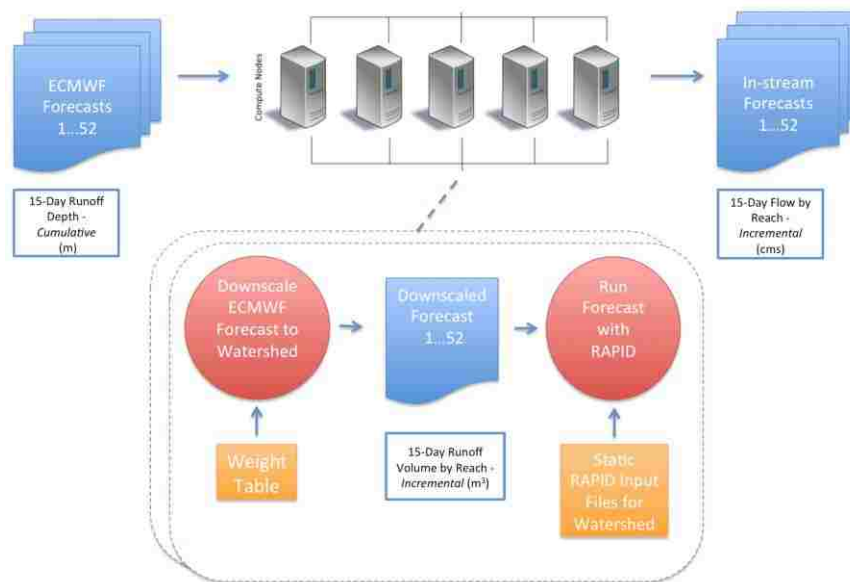 ECMWF
Forecasts
1...52
Compute Nodes
In-stream
Forecasts
1...52
15-Day Runoff
Depth -
Cumulative
(m)
15-Day Flow by
Reach -
Incremental
(cms)
Downscale
ECMWF
Forecast to
Watershed
Downscaled
Forecast
1...52
Run
Forecast
with
RAPID
Weight
Table
15-Day Runoff
Volume by Reach -
Incremental (m³)
Static
RAPID Input
Files for
Watershed